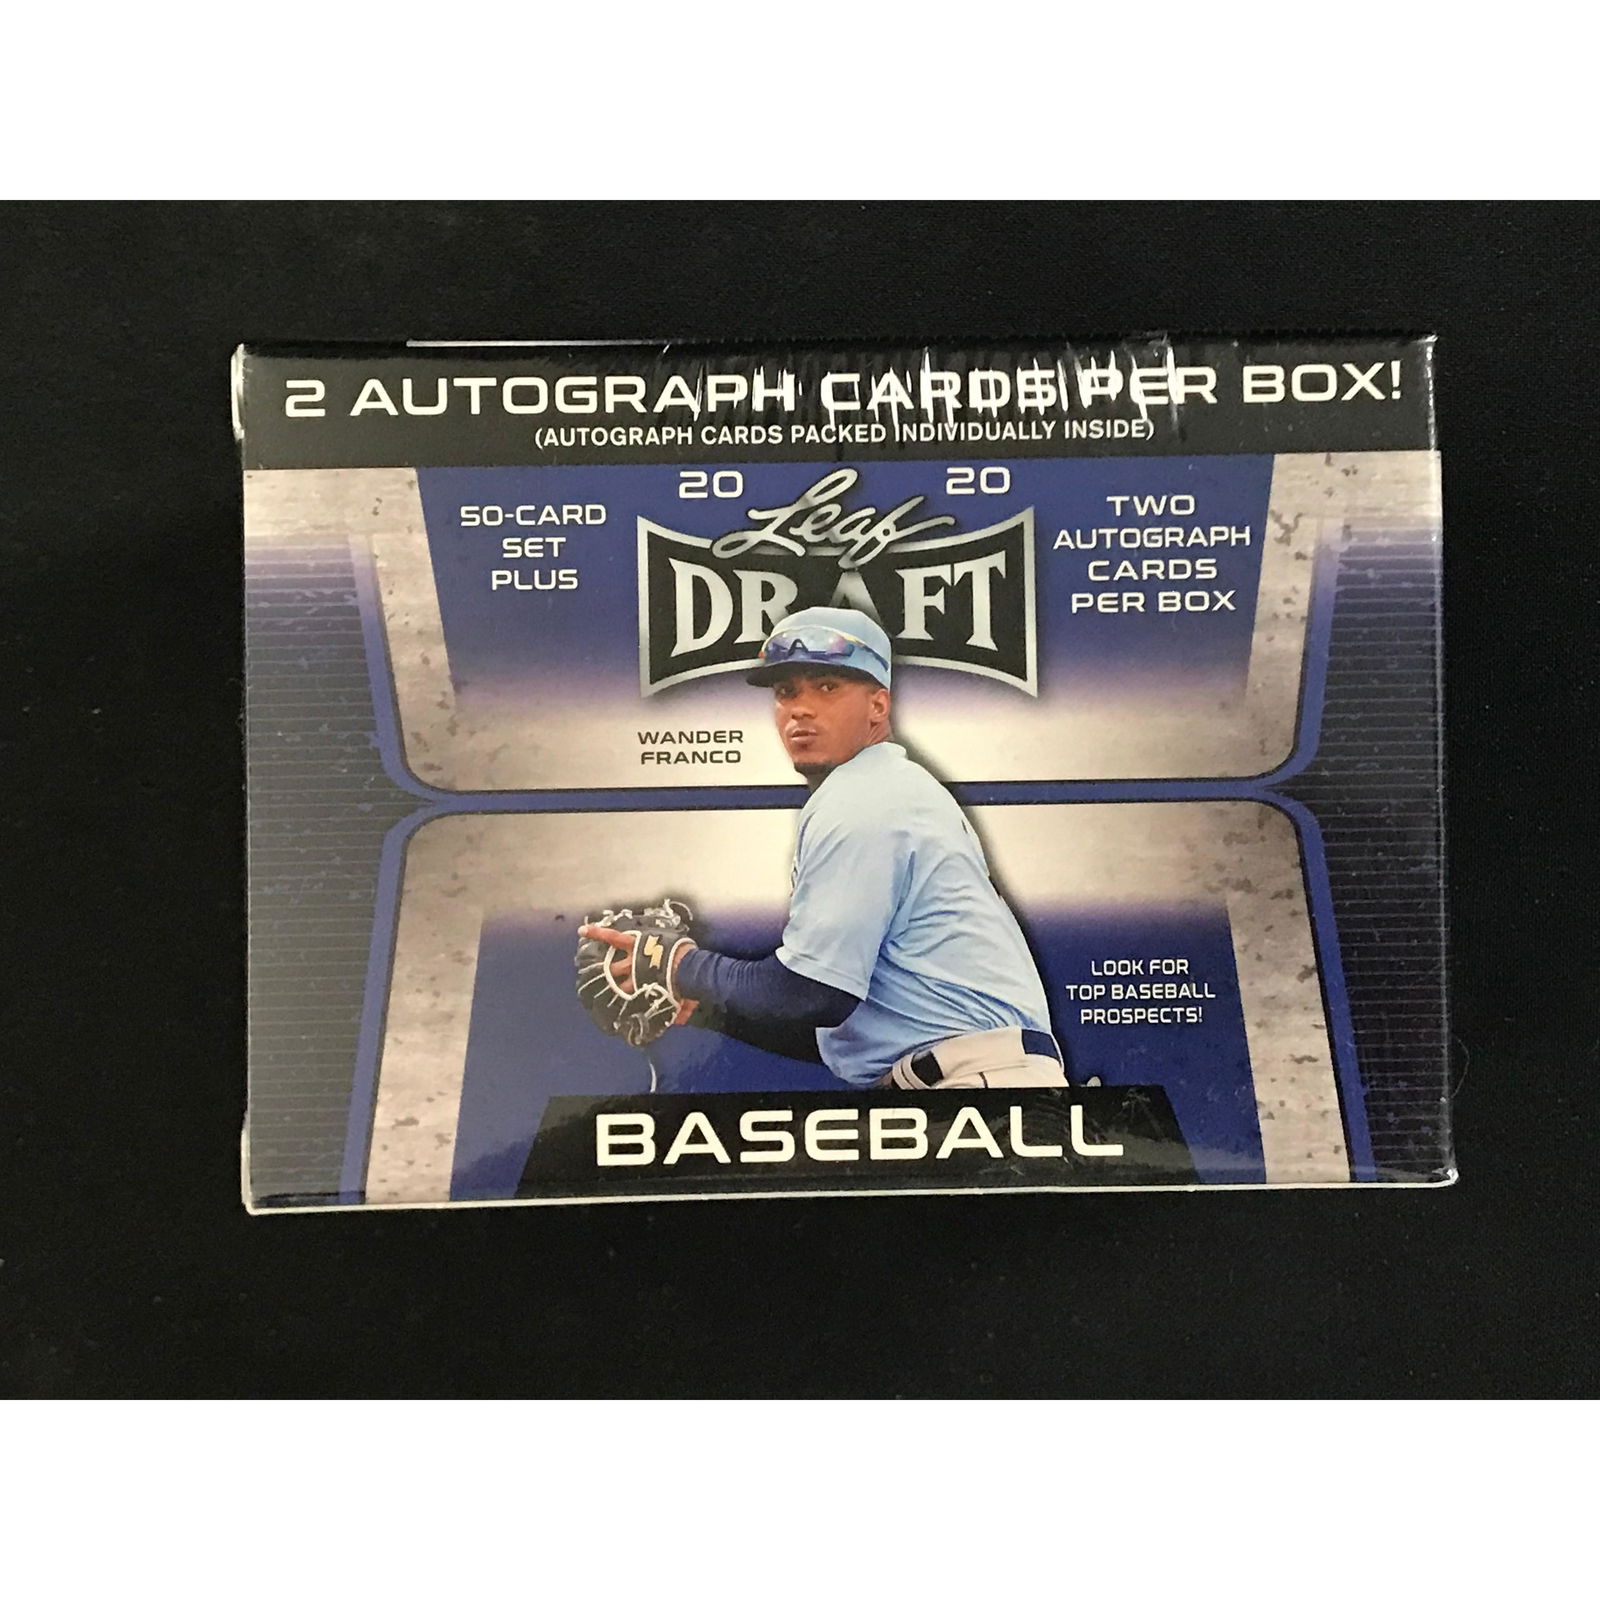 2 AUTOGRAPH CARDS PER BOX!
(AUTOGRAPH CARDS PACKED INDIVIDUALLY INSIDE)
20 20
Leaf
DRAFT
50-CARD
SET
PLUS
TWO
AUTOGRAPH
CARDS
PER BOX
WANDER
FRANCO
LOOK FOR
TOP BASEBALL
PROSPECTS!
BASEBALL